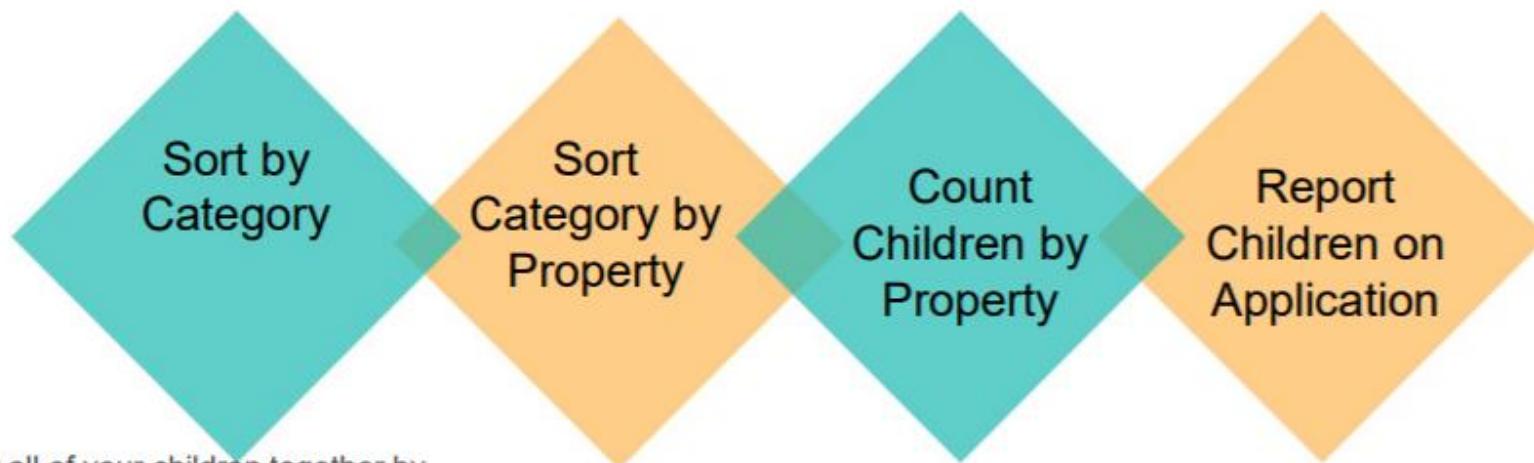 Sort by
Category
Sort
Category by
Property
Count
Children by
Property
Report
Children on
Application
all of your children together by